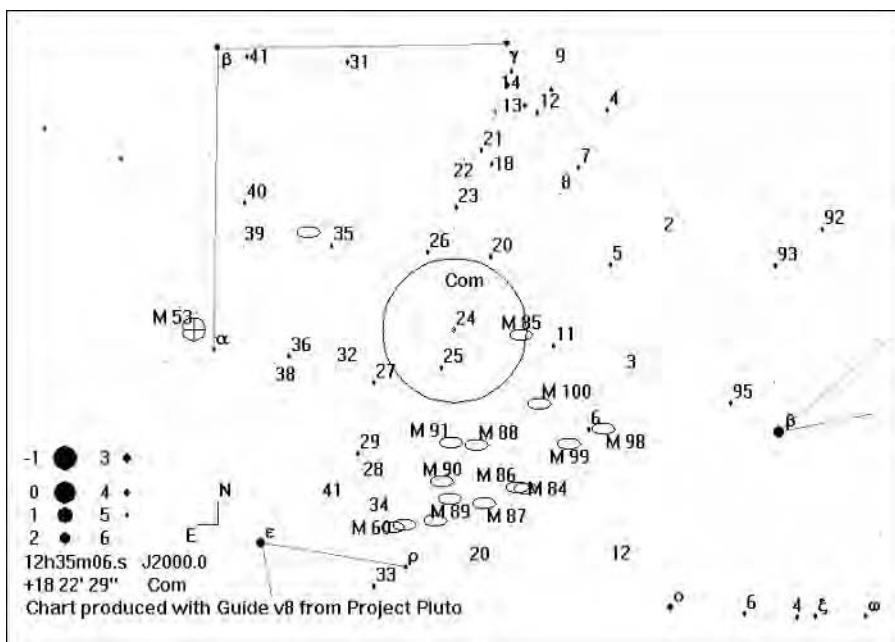 β 41 31 γ 9
14
13 12 4
21
22 18 7
8
40 23
39 35 26 20 2 92
5 93
Com
M 53 24 M 85
α 36 32 11
38 25 3
27
M 100 95
6 β
29 M 91 M 88 M 98
M 99
-1 3 28 M 90 M 86
0 4 N 41 M 84
1 5 34 M 89 M 87
2 6 E ε M 60
ρ 20 12
12h35m06.s J2000.0
+18 22' 29" Com 33
Chart produced with Guide v8 from Project Pluto
ο 6 4 ξ ω